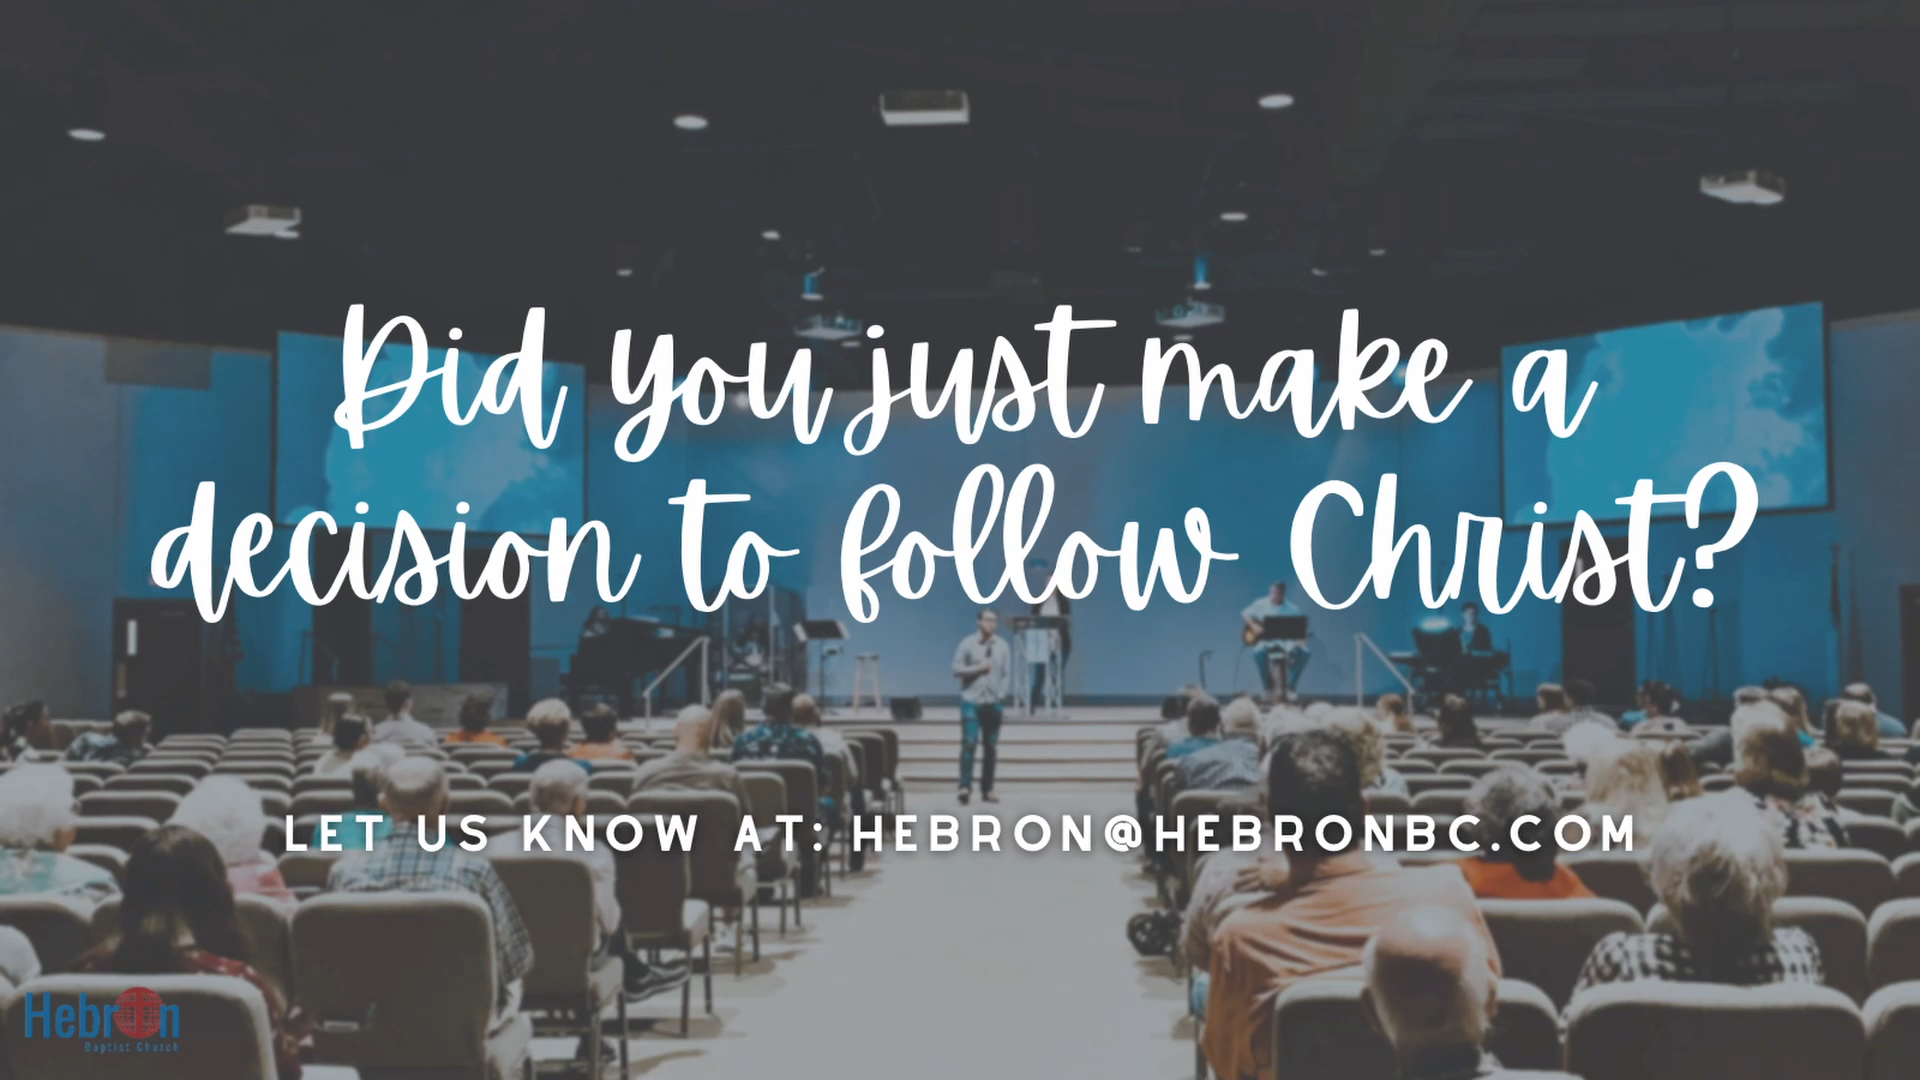 Did you just make a
decision to follow Christ?
LET US KNOW AT: HEBRON@HEBRONBC.COM
Hebron
Baptist Church